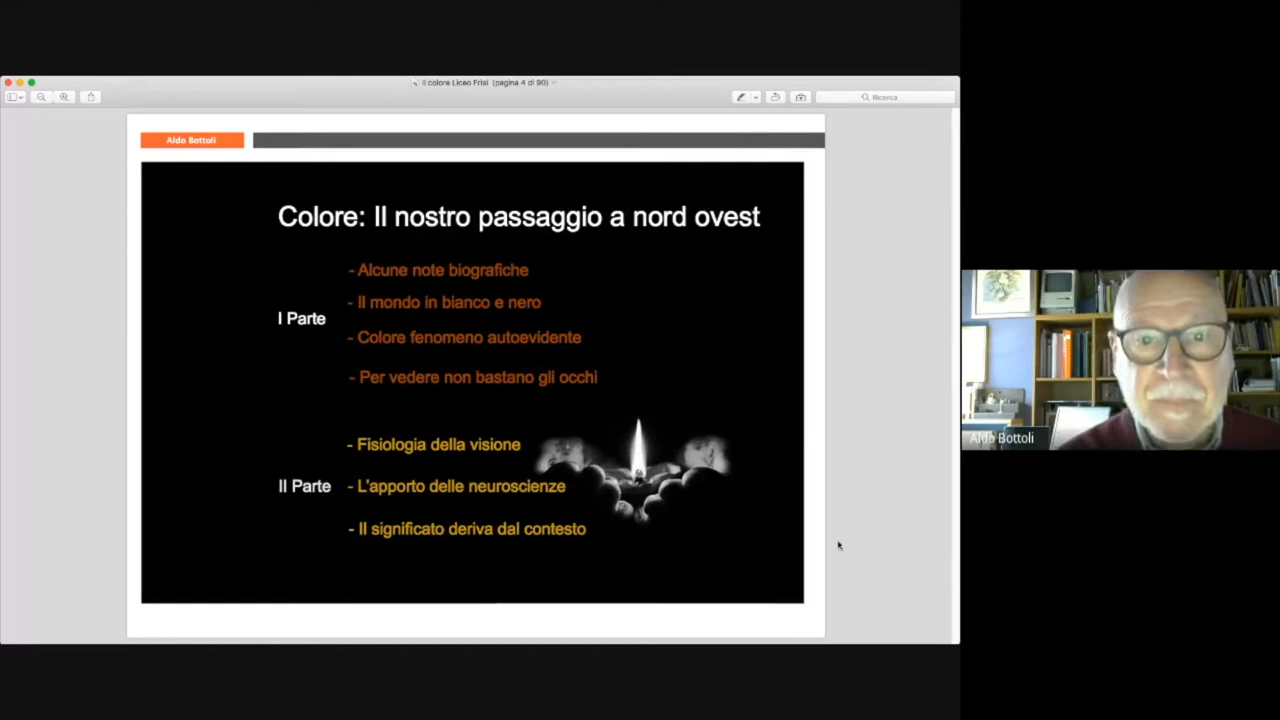 Il colore Liceo Frisi (pagina 4 di 90)
Ricerca
Aldo Bottoli
Colore: Il nostro passaggio a nord ovest
I Parte
- Alcune note biografiche
- Il mondo in bianco e nero
- Colore fenomeno autoevidente
- Per vedere non bastano gli occhi
II Parte
- Fisiologia della visione
- L'apporto delle neuroscienze
- Il significato deriva dal contesto
Aldo Bottoli